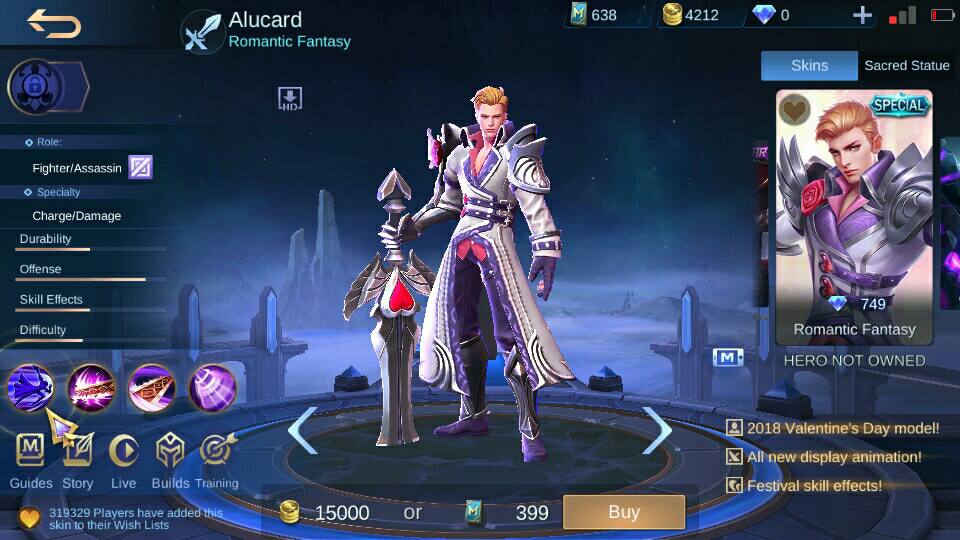 Alucard
Romantic Fantasy
638
4212
0
Skins
Sacred Statue
HD
Role:
Fighter/Assassin
Specialty
Charge/Damage
Durability
Offense
Skill Effects
Difficulty
SPECIAL
749
Romantic Fantasy
HERO NOT OWNED
M
2018 Valentine's Day model!
All new display animation!
Festival skill effects!
Guides
Story
Live
Builds
Training
319329 Players have added this
skin to their Wish Lists
15000
or
399
Buy